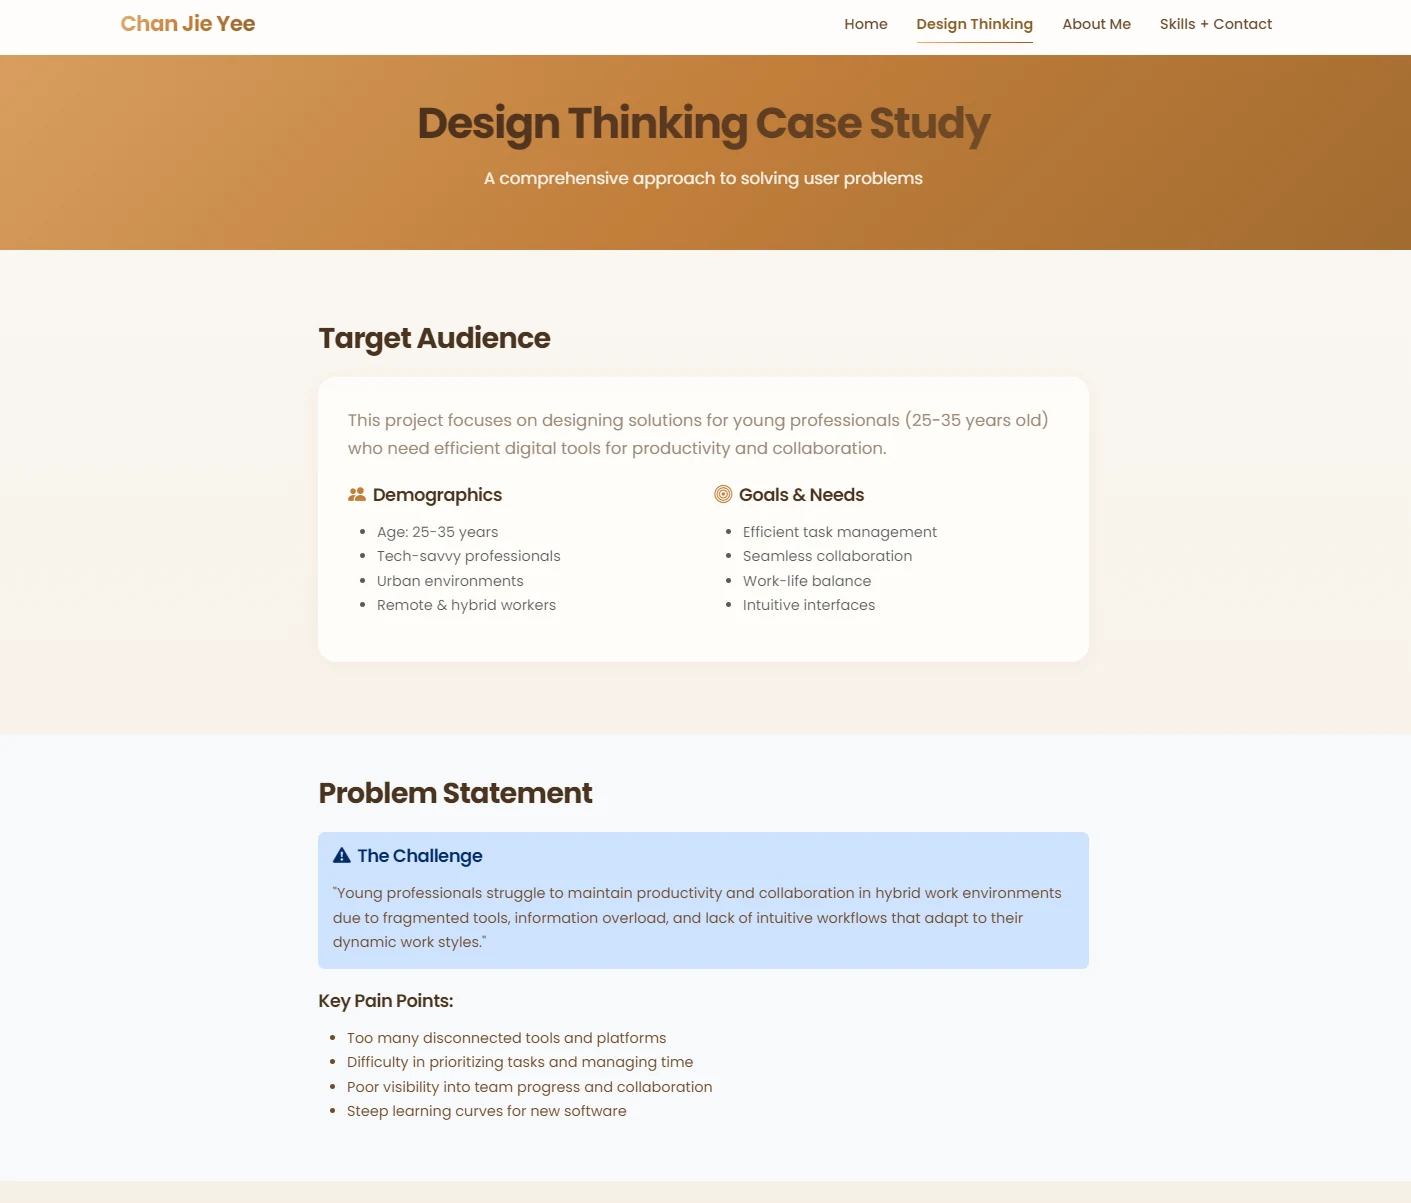 Chan Jie Yee
Home
Design Thinking
About Me
Skills + Contact
Design Thinking Case Study
A comprehensive approach to solving user problems
Target Audience
This project focuses on designing solutions for young professionals (25-35 years old)
who need efficient digital tools for productivity and collaboration.
Demographics
Age: 25-35 years
Tech-savvy professionals
Urban environments
Remote & hybrid workers
Goals & Needs
Efficient task management
Seamless collaboration
Work-life balance
Intuitive interfaces
Problem Statement
The Challenge
"Young professionals struggle to maintain productivity and collaboration in hybrid work environments
due to fragmented tools, information overload, and lack of intuitive workflows that adapt to their
dynamic work styles."
Key Pain Points:
Too many disconnected tools and platforms
Difficulty in prioritizing tasks and managing time
Poor visibility into team progress and collaboration
Steep learning curves for new software